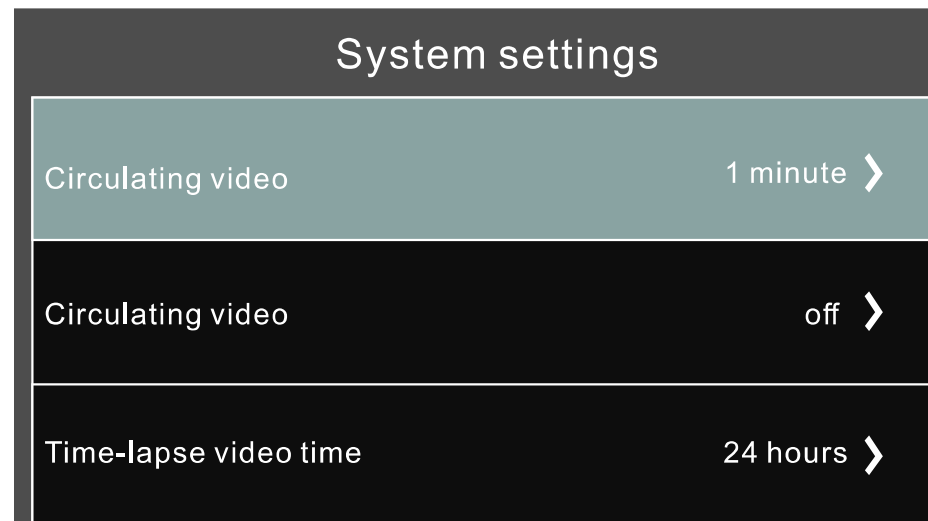 System settings
Circulating video 1 minute ❯
Circulating video off ❯
Time-lapse video time 24 hours ❯